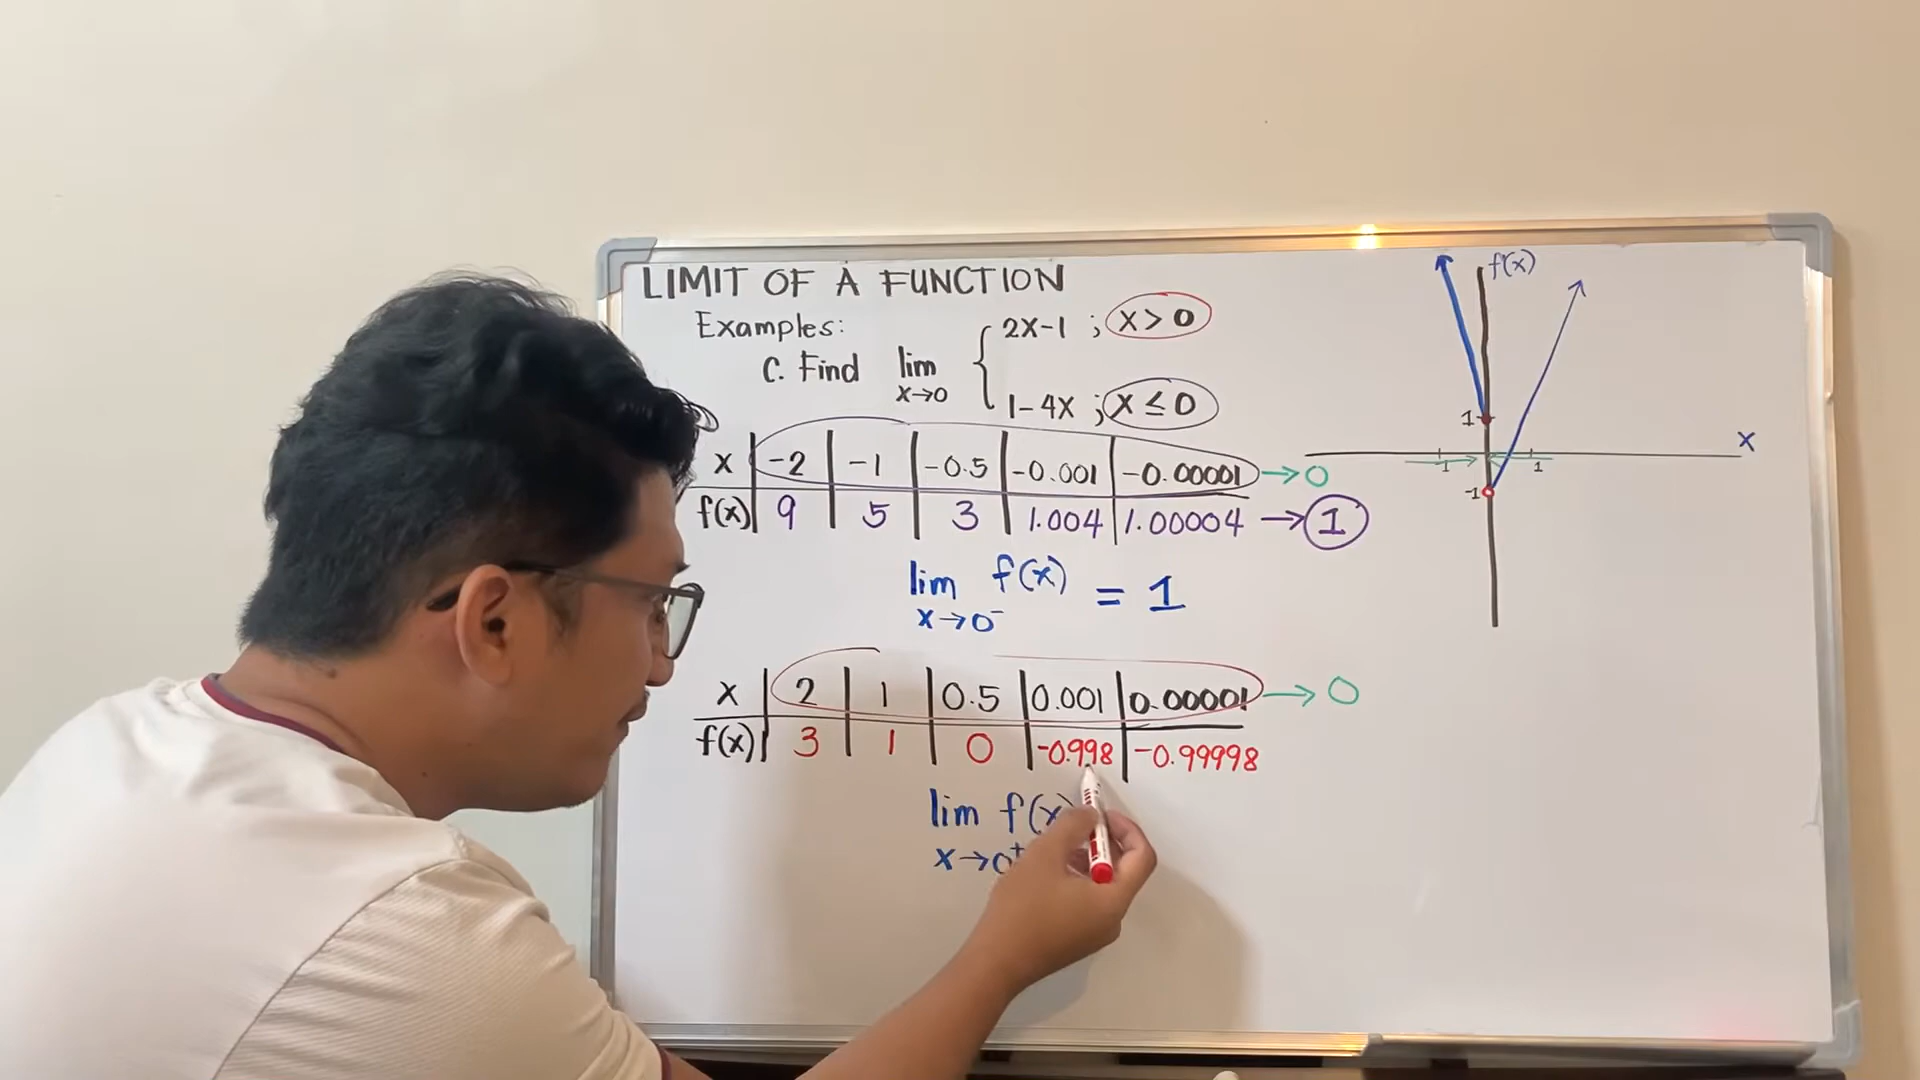 LIMIT OF A FUNCTION
Examples:
C. Find lim x→0 { 2x-1 ; x > 0
1-4x ; x ≤ 0
x | -2 | -1 | -0.5 | -0.001 | -0.00001 → 0
f(x) | 9 | 5 | 3 | 1.004 | 1.00004 → 1
lim f(x) = 1
x→0⁻
x | 2 | 1 | 0.5 | 0.001 | 0.00001 → 0
f(x) | 3 | 1 | 0 | -0.998 | -0.99998
lim f(x
x→0⁺
f(x)
1
x
-1 1
-1